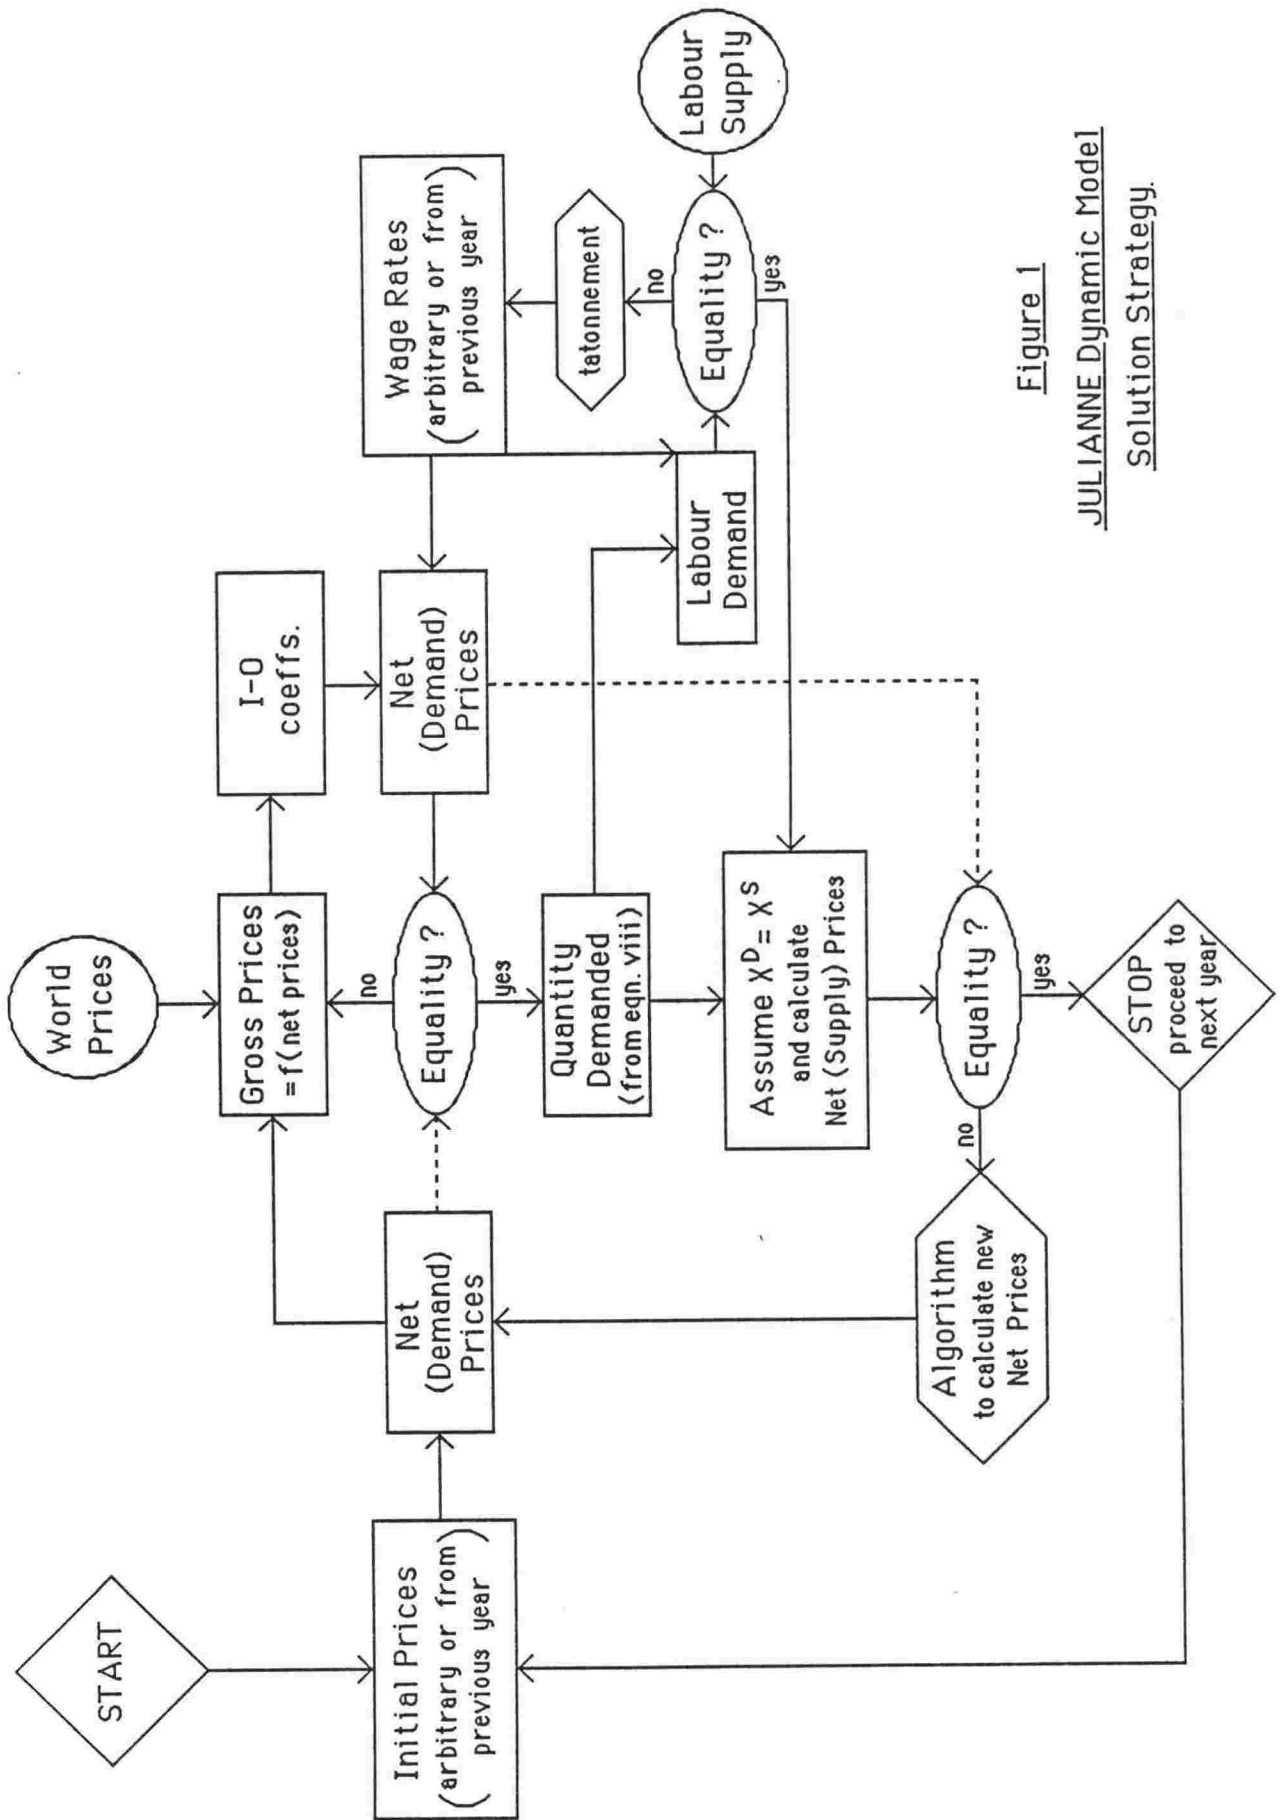 START
Initial Prices
(arbitrary or from
previous year)
Net
(Demand)
Prices
World
Prices
Gross Prices
=f(net prices)
I-O
coeffs.
Net
(Demand)
Prices
Wage Rates
(arbitrary or from
previous year)
no
Equality ?
yes
tatonnement
no
Equality ?
yes
Labour
Supply
Quantity
Demanded
(from eqn. viii)
Labour
Demand
Assume X^D = X^S
and calculate
Net (Supply) Prices
Algorithm
to calculate new
Net Prices
no
Equality ?
yes
STOP
proceed to
next year
Figure 1
JULIANNE Dynamic Model
Solution Strategy.